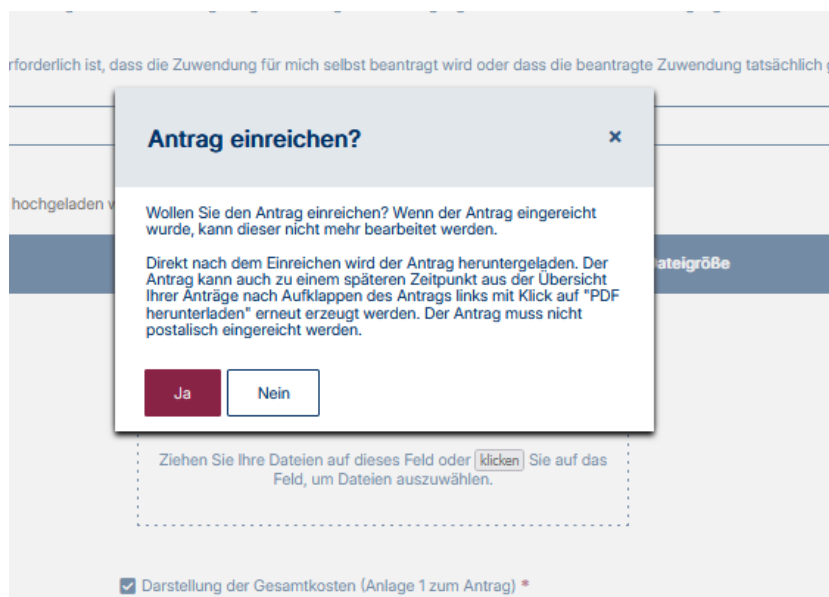 erforderlich ist, dass die Zuwendung für mich selbst beantragt wird oder dass die beantragte Zuwendung tatsächlich
Antrag einreichen? ×
hochgeladen
Wollen Sie den Antrag einreichen? Wenn der Antrag eingereicht
wurde, kann dieser nicht mehr bearbeitet werden.
Dateigröße
Direkt nach dem Einreichen wird der Antrag heruntergeladen. Der
Antrag kann auch zu einem späteren Zeitpunkt aus der Übersicht
Ihrer Anträge nach Aufklappen des Antrags links mit Klick auf "PDF
herunterladen" erneut erzeugt werden. Der Antrag muss nicht
postalisch eingereicht werden.
Ja Nein
Ziehen Sie Ihre Dateien auf dieses Feld oder klicken Sie auf das
Feld, um Dateien auszuwählen.
Darstellung der Gesamtkosten (Anlage 1 zum Antrag) *